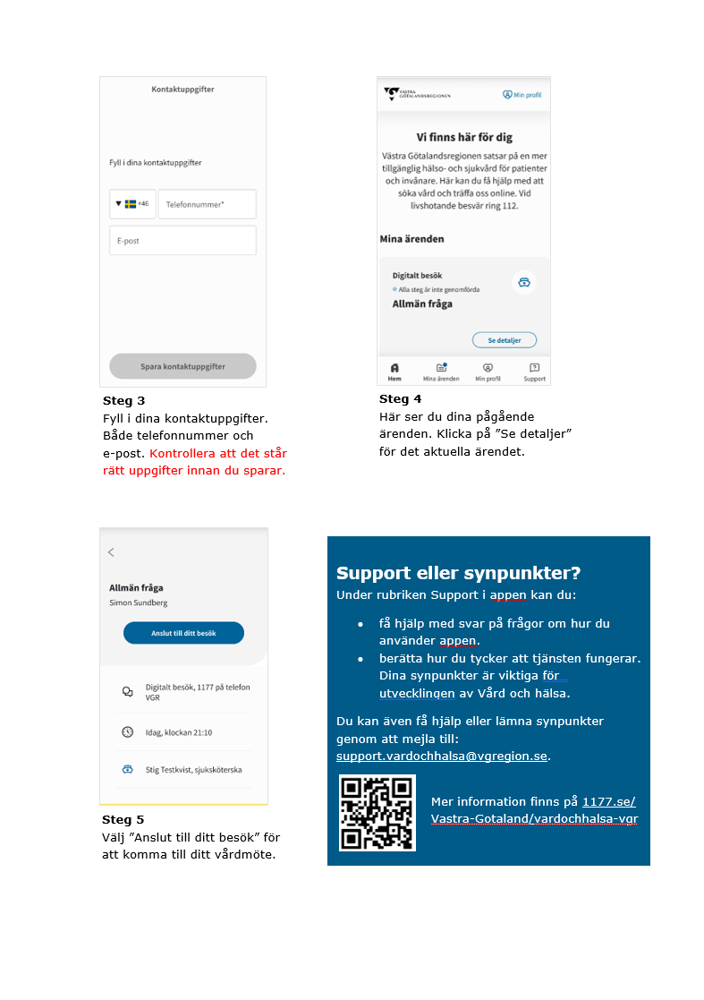 Kontaktuppgifter
Fyll i dina kontaktuppgifter
+46
Telefonnummer*
E-post
Spara kontaktuppgifter
Steg 3
Fyll i dina kontaktuppgifter.
Både telefonnummer och
e-post. Kontrollera att det står
rätt uppgifter innan du sparar.
VÄSTRA
GÖTALANDSREGIONEN
Min profil
Vi finns här för dig
Västra Götalandsregionen satsar på en mer
tillgänglig hälso- och sjukvård för patienter
och invånare. Här kan du få hjälp med att
söka vård och träffa oss online. Vid
livshotande besvär ring 112.
Mina ärenden
Digitalt besök
Alla steg är inte genomförda
Allmän fråga
Se detaljer
Hem
Mina ärenden
Min profil
Support
Steg 4
Här ser du dina pågående
ärenden. Klicka på ”Se detaljer”
för det aktuella ärendet.
Allmän fråga
Simon Sundberg
Anslut till ditt besök
Digitalt besök, 1177 på telefon
VGR
Idag, klockan 21:10
Stig Testkvist, sjuksköterska
Steg 5
Välj ”Anslut till ditt besök” för
att komma till ditt vårdmöte.
Support eller synpunkter?
Under rubriken Support i appen kan du:
• få hjälp med svar på frågor om hur du
använder appen.
• berätta hur du tycker att tjänsten fungerar.
Dina synpunkter är viktiga för
utvecklingen av Vård och hälsa.
Du kan även få hjälp eller lämna synpunkter
genom att mejla till:
support.vardochhalsa@vgregion.se.
Mer information finns på 1177.se/
Vastra-Gotaland/vardochhalsa-vgr